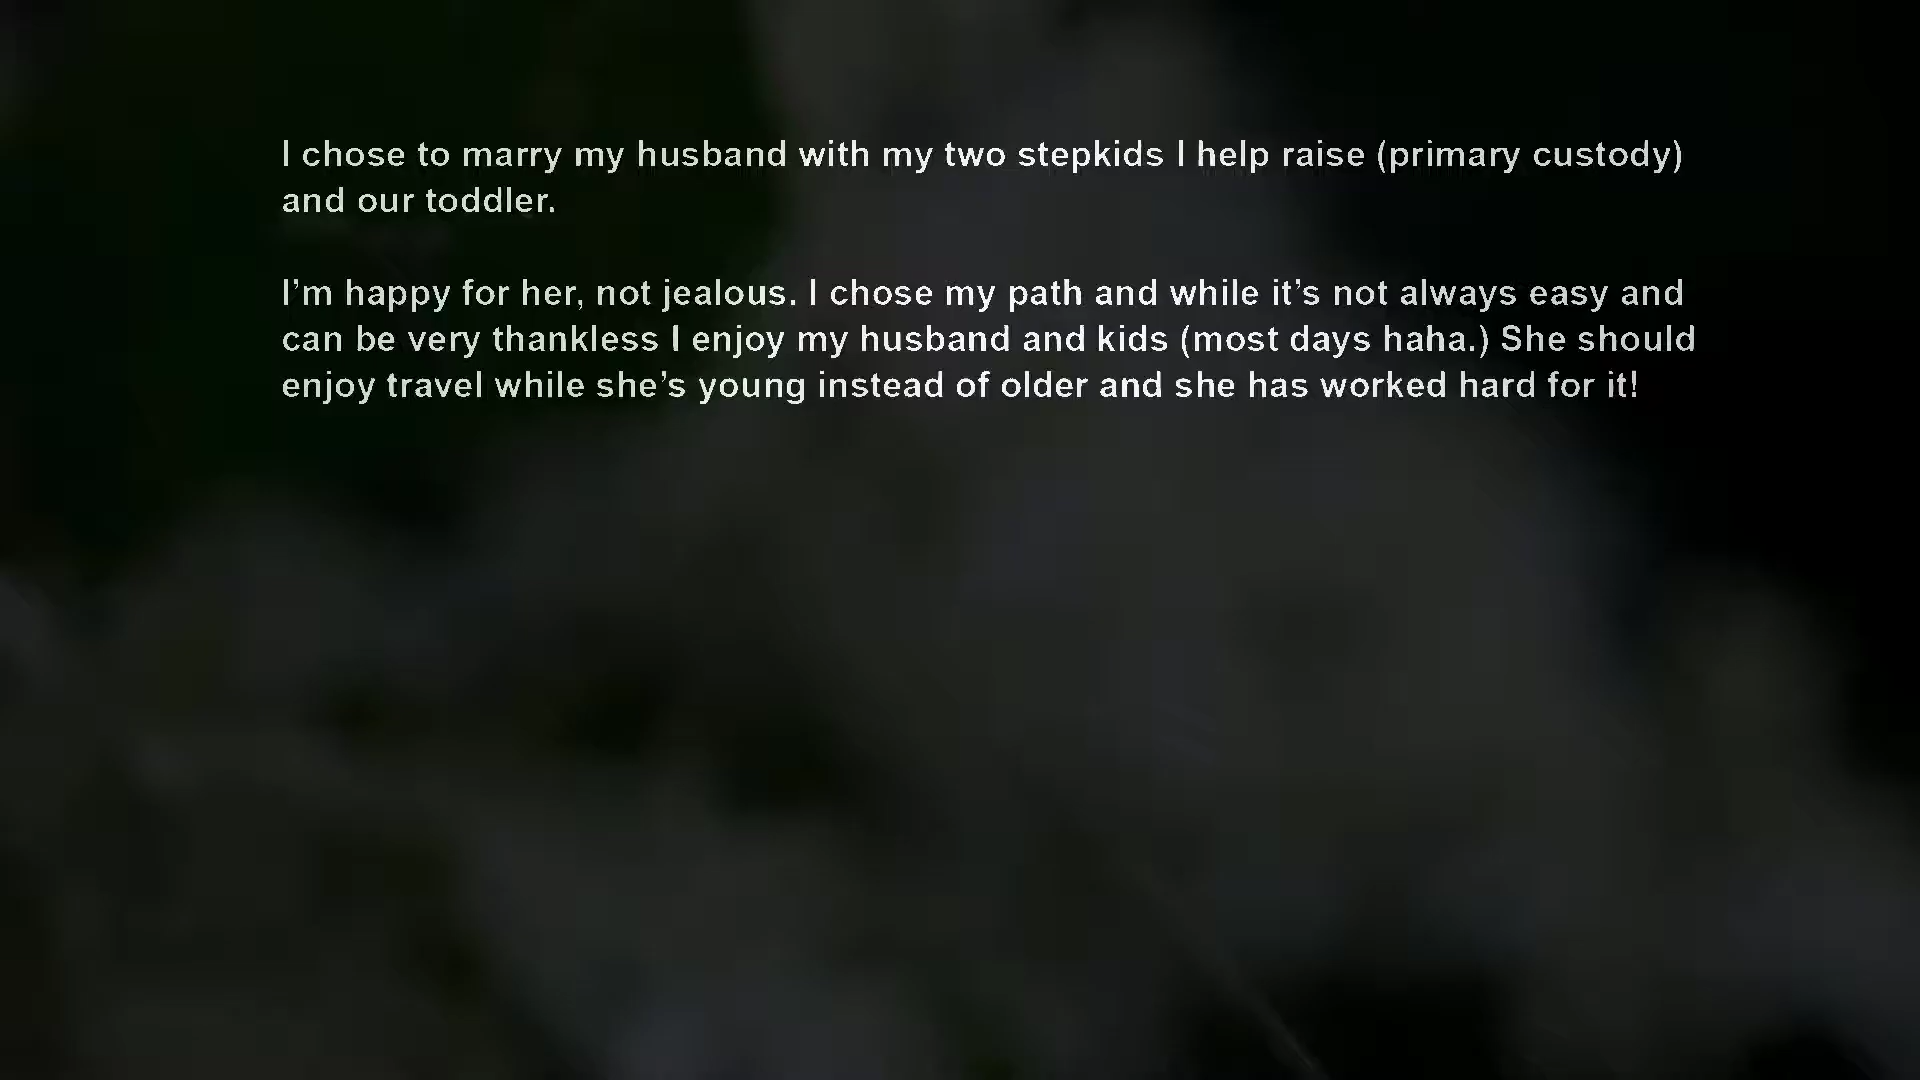 I chose to marry my husband with my two stepkids I help raise (primary custody)
and our toddler.
I’m happy for her, not jealous. I chose my path and while it’s not always easy and
can be very thankless I enjoy my husband and kids (most days haha.) She should
enjoy travel while she’s young instead of older and she has worked hard for it!